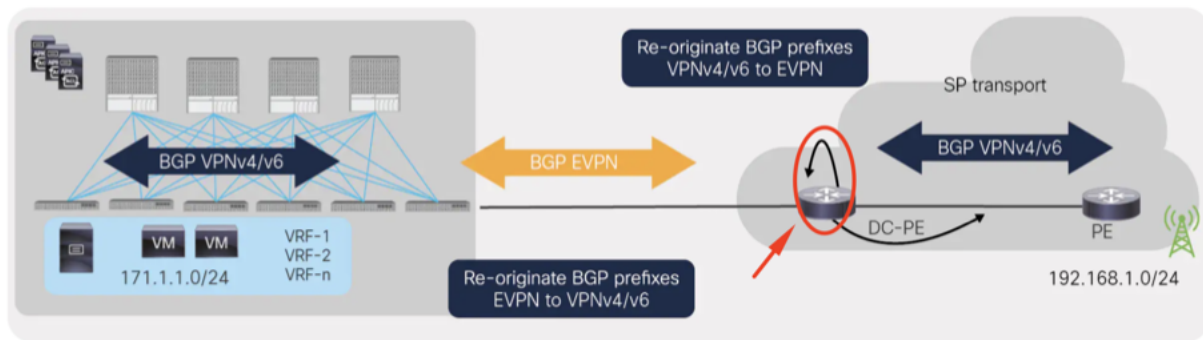 Re-originate BGP prefixes
VPNv4/v6 to EVPN
SP transport
BGP VPNv4/v6
BGP EVPN
BGP VPNv4/v6
DC-PE
PE
VM
VM
VRF-1
VRF-2
VRF-n
171.1.1.0/24
Re-originate BGP prefixes
EVPN to VPNv4/v6
192.168.1.0/24